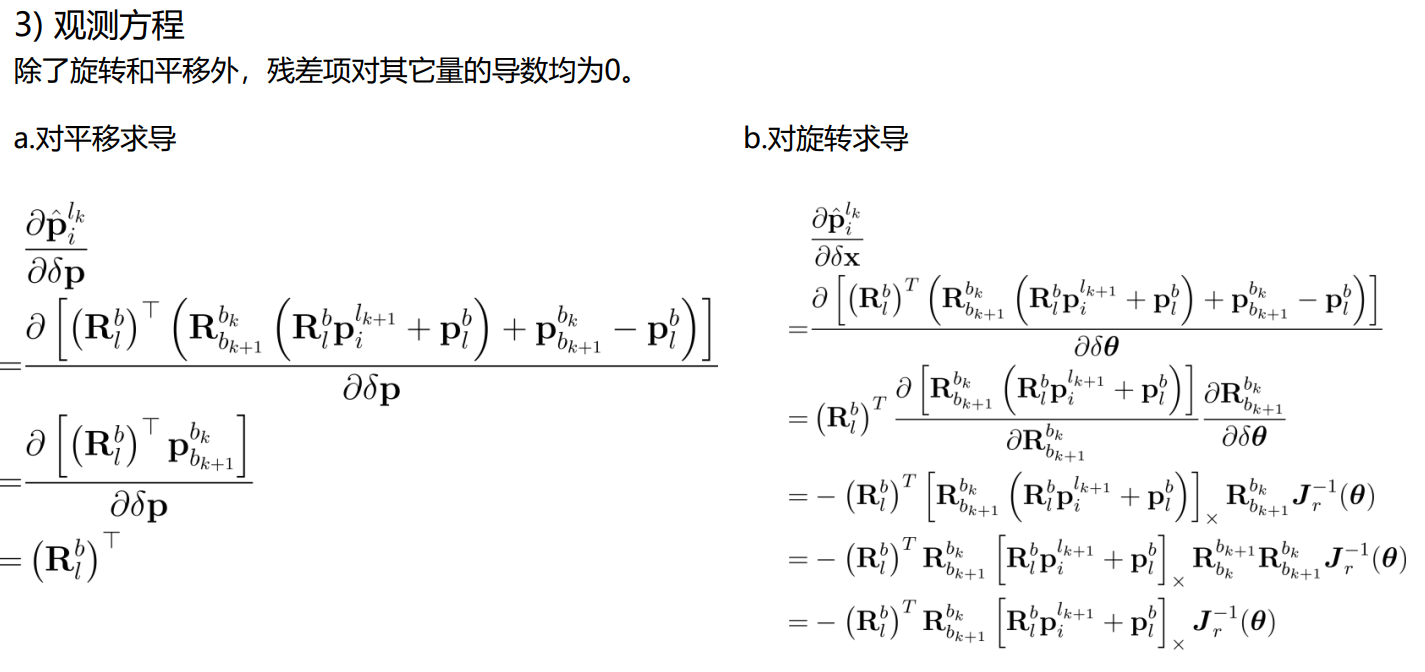 3) 观测方程
除了旋转和平移外，残差项对其它量的导数均为0。
a.对平移求导
$\frac{\partial \hat{\mathbf{p}}_i^{l_k}}{\partial \delta \mathbf{p}}$
$= \frac{\partial \left[ \left( \mathbf{R}_l^b \right)^\top \left( \mathbf{R}_{b_{k+1}}^{b_k} \left( \mathbf{R}_l^b \mathbf{p}_i^{l_{k+1}} + \mathbf{p}_l^b \right) + \mathbf{p}_{b_{k+1}}^{b_k} - \mathbf{p}_l^b \right) \right]}{\partial \delta \mathbf{p}}$
$= \frac{\partial \left[ \left( \mathbf{R}_l^b \right)^\top \mathbf{p}_{b_{k+1}}^{b_k} \right]}{\partial \delta \mathbf{p}}$
$= \left( \mathbf{R}_l^b \right)^\top$
b.对旋转求导
$\frac{\partial \hat{\mathbf{p}}_i^{l_k}}{\partial \delta \mathbf{x}}$
$= \frac{\partial \left[ \left( \mathbf{R}_l^b \right)^T \left( \mathbf{R}_{b_{k+1}}^{b_k} \left( \mathbf{R}_l^b \mathbf{p}_i^{l_{k+1}} + \mathbf{p}_l^b \right) + \mathbf{p}_{b_{k+1}}^{b_k} - \mathbf{p}_l^b \right) \right]}{\partial \delta \boldsymbol{\theta}}$
$= \left( \mathbf{R}_l^b \right)^T \frac{\partial \left[ \mathbf{R}_{b_{k+1}}^{b_k} \left( \mathbf{R}_l^b \mathbf{p}_i^{l_{k+1}} + \mathbf{p}_l^b \right) \right]}{\partial \mathbf{R}_{b_{k+1}}^{b_k}} \frac{\partial \mathbf{R}_{b_{k+1}}^{b_k}}{\partial \delta \boldsymbol{\theta}}$
$= - \left( \mathbf{R}_l^b \right)^T \left[ \mathbf{R}_{b_{k+1}}^{b_k} \left( \mathbf{R}_l^b \mathbf{p}_i^{l_{k+1}} + \mathbf{p}_l^b \right) \right]_\times \mathbf{R}_{b_{k+1}}^{b_k} \boldsymbol{J}_r^{-1}(\boldsymbol{\theta})$
$= - \left( \mathbf{R}_l^b \right)^T \mathbf{R}_{b_{k+1}}^{b_k} \left[ \mathbf{R}_l^b \mathbf{p}_i^{l_{k+1}} + \mathbf{p}_l^b \right]_\times \mathbf{R}_{b_k}^{b_{k+1}} \mathbf{R}_{b_{k+1}}^{b_k} \boldsymbol{J}_r^{-1}(\boldsymbol{\theta})$
$= - \left( \mathbf{R}_l^b \right)^T \mathbf{R}_{b_{k+1}}^{b_k} \left[ \mathbf{R}_l^b \mathbf{p}_i^{l_{k+1}} + \mathbf{p}_l^b \right]_\times \boldsymbol{J}_r^{-1}(\boldsymbol{\theta})$